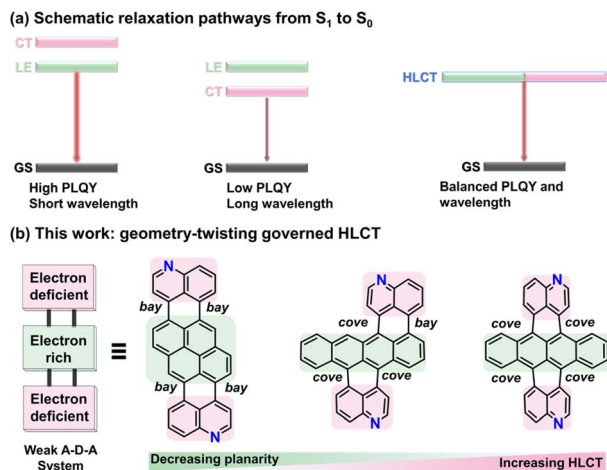 (a) Schematic relaxation pathways from S₁ to S₀
CT
LE
GS
High PLQY
Short wavelength
LE
CT
GS
Low PLQY
Long wavelength
HLCT
GS
Balanced PLQY and
wavelength
(b) This work: geometry-twisting governed HLCT
Electron
deficient
Electron
rich
Electron
deficient
Weak A-D-A
System
≡
N
bay
bay
bay
bay
N
N
cove
bay
cove
cove
N
N
cove
cove
cove
cove
N
Decreasing planarity
Increasing HLCT